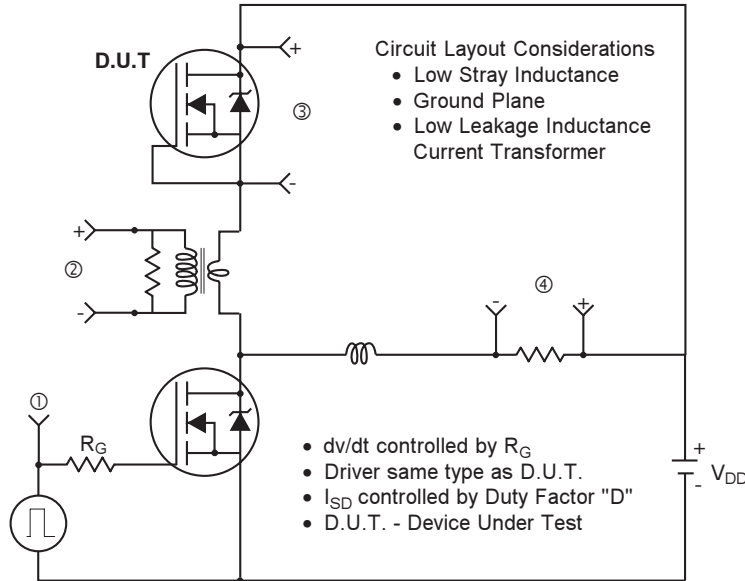 D.U.T
+
Circuit Layout Considerations
• Low Stray Inductance
• Ground Plane
• Low Leakage Inductance
Current Transformer
③
-
+
②
-
④
-
+
①
RG
• dv/dt controlled by RG
• Driver same type as D.U.T.
• ISD controlled by Duty Factor "D"
• D.U.T. - Device Under Test
+
VDD
-